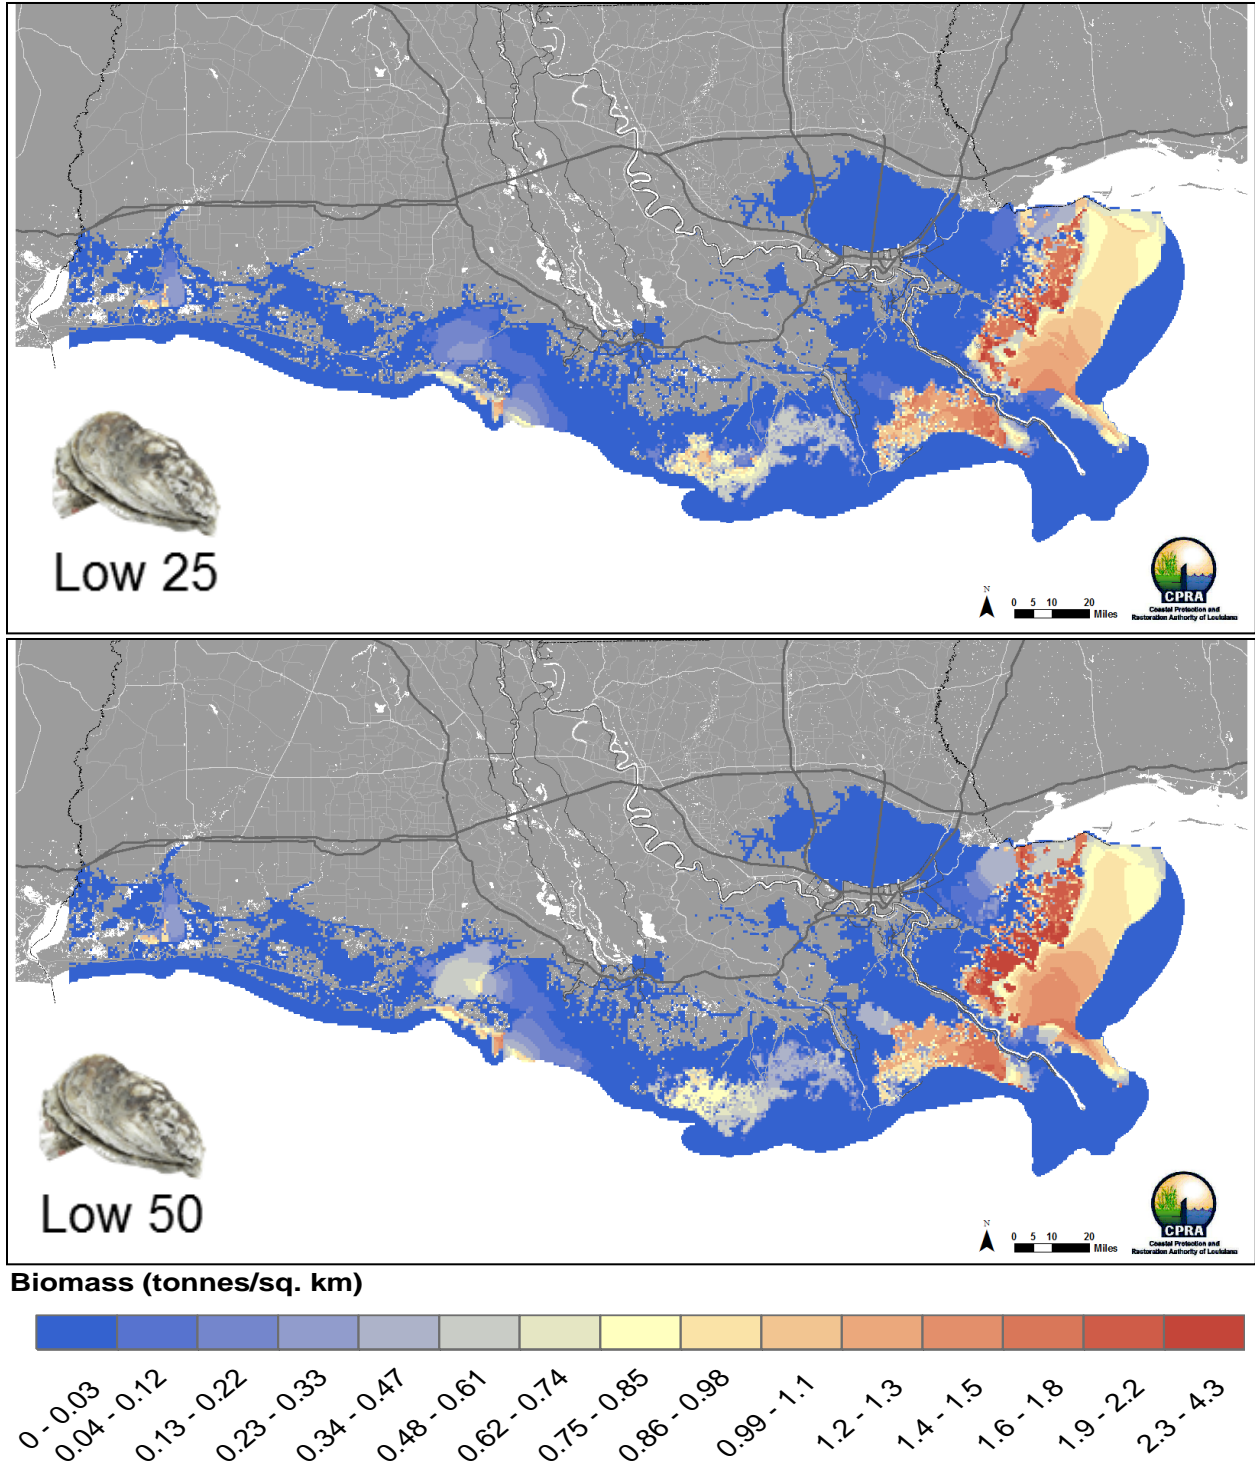 Low 25
N
0 5 10 20
Miles
CPRA
Coastal Protection and
Restoration Authority of Louisiana
Low 50
N
0 5 10 20
Miles
CPRA
Coastal Protection and
Restoration Authority of Louisiana
Biomass (tonnes/sq. km)
0 - 0.03
0.04 - 0.12
0.13 - 0.22
0.23 - 0.33
0.34 - 0.47
0.48 - 0.61
0.62 - 0.74
0.75 - 0.85
0.86 - 0.98
0.99 - 1.1
1.2 - 1.3
1.4 - 1.5
1.6 - 1.8
1.9 - 2.2
2.3 - 4.3